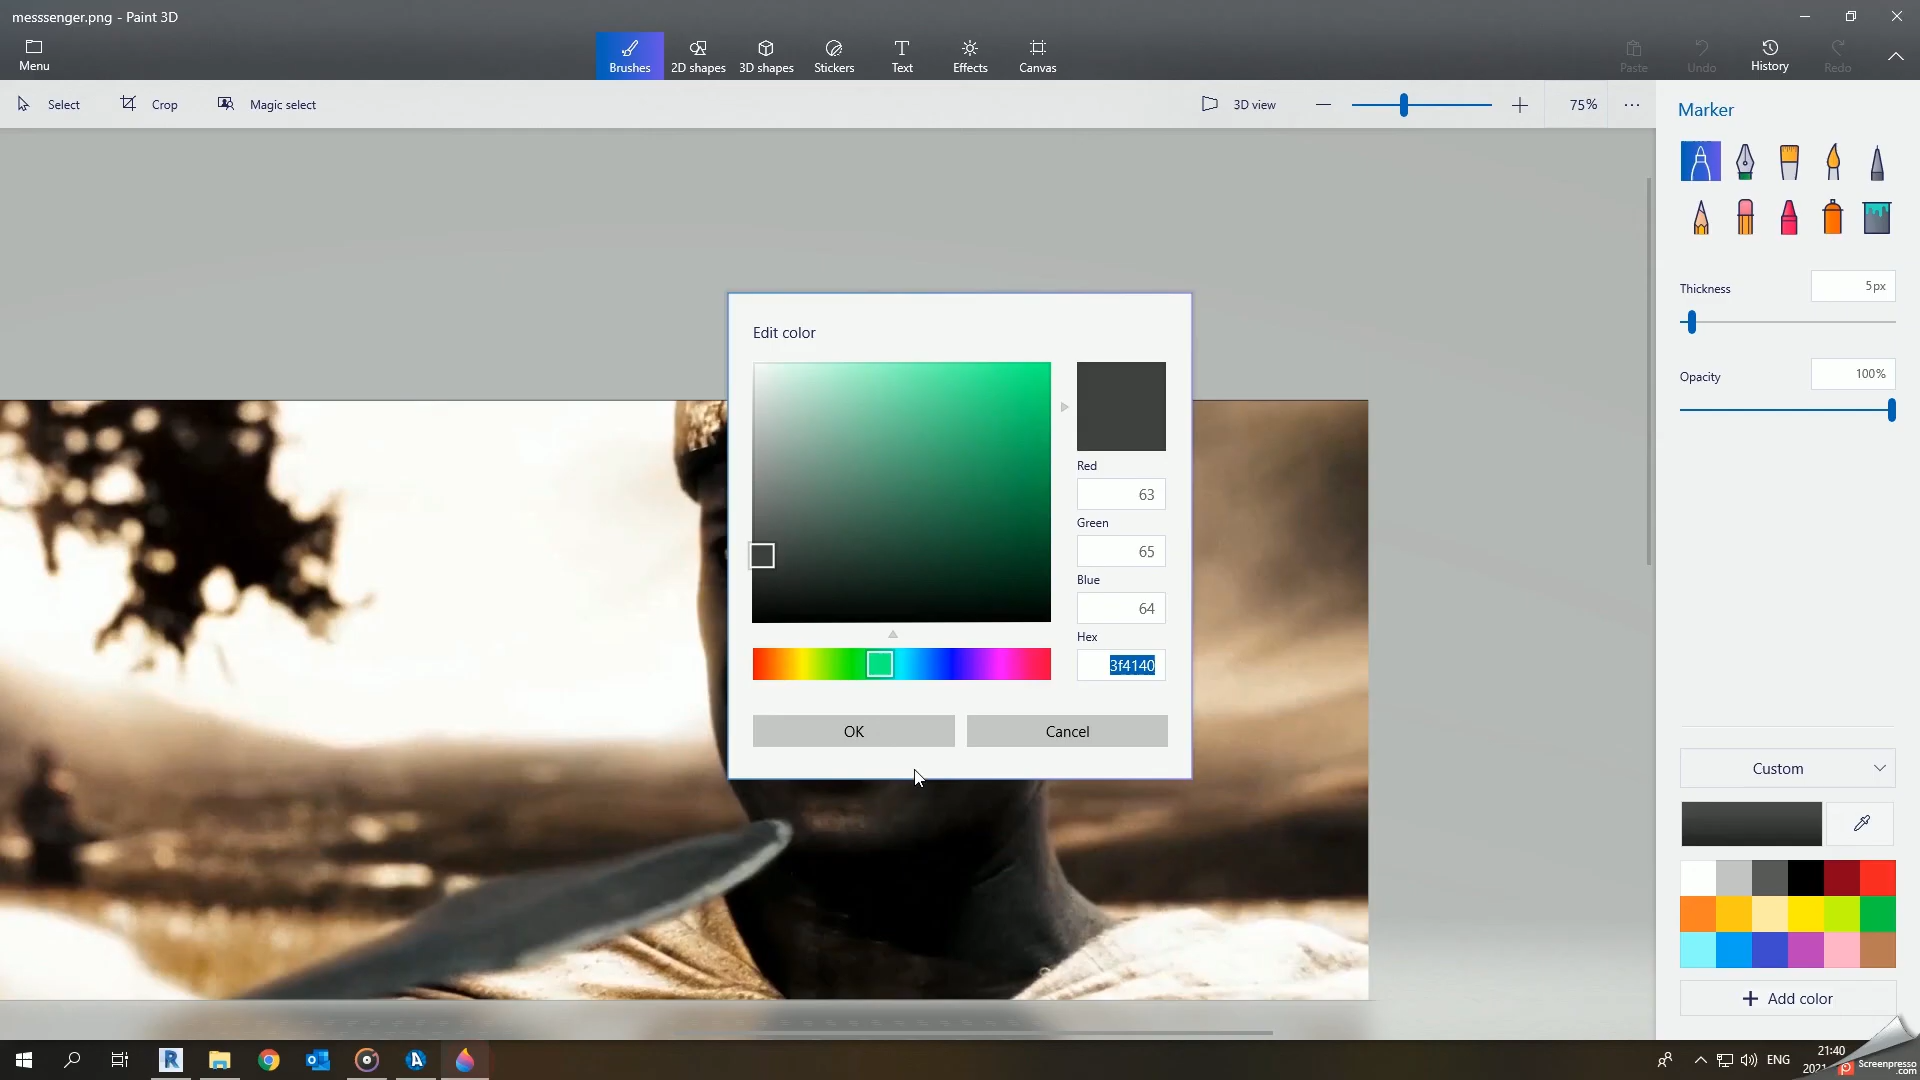 messsenger.png - Paint 3D
Menu
Brushes
2D shapes
3D shapes
Stickers
Text
Effects
Canvas
Paste
Undo
History
Redo
Select
Crop
Magic select
3D view
75%
Marker
Thickness
5px
Opacity
100%
Edit color
Red
63
Green
65
Blue
64
Hex
3f4140
OK
Cancel
Custom
Add color
ENG
21:40
Screenpresso
.com